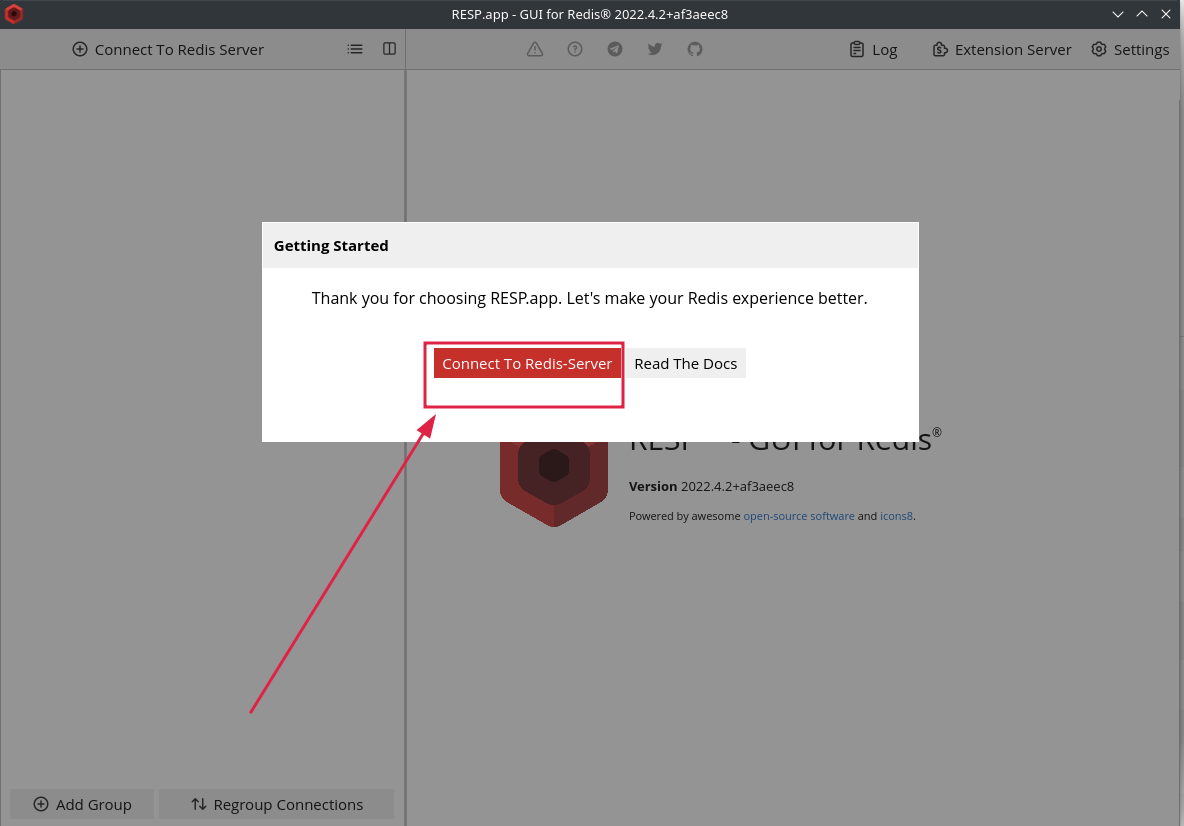 RESP.app - GUI for Redis® 2022.4.2+af3aeec8
Connect To Redis Server
Log
Extension Server
Settings
Getting Started
Thank you for choosing RESP.app. Let's make your Redis experience better.
Connect To Redis-Server
Read The Docs
RESP - GUI for Redis®
Version 2022.4.2+af3aeec8
Powered by awesome open-source software and icons8.
Add Group
Regroup Connections